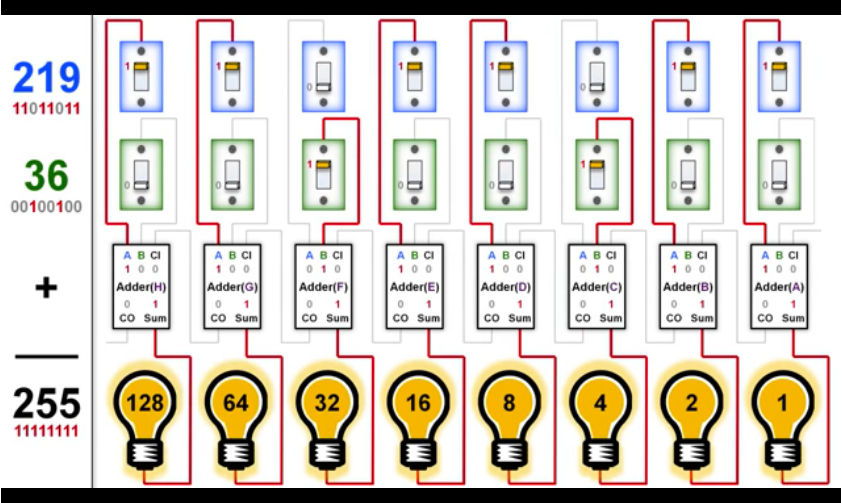 219
11011011
1 1 0 1 1 0 1 1
36
00100100
0 0 1 0 0 1 0 0
+
A B CI A B CI A B CI A B CI A B CI A B CI A B CI A B CI
1 0 0 1 0 0 0 1 0 1 0 0 1 0 0 0 1 0 1 0 0 1 0 0
Adder(H) Adder(G) Adder(F) Adder(E) Adder(D) Adder(C) Adder(B) Adder(A)
0 1 0 1 0 1 0 1 0 1 0 1 0 1 0 1
CO Sum CO Sum CO Sum CO Sum CO Sum CO Sum CO Sum CO Sum
255
11111111
128 64 32 16 8 4 2 1